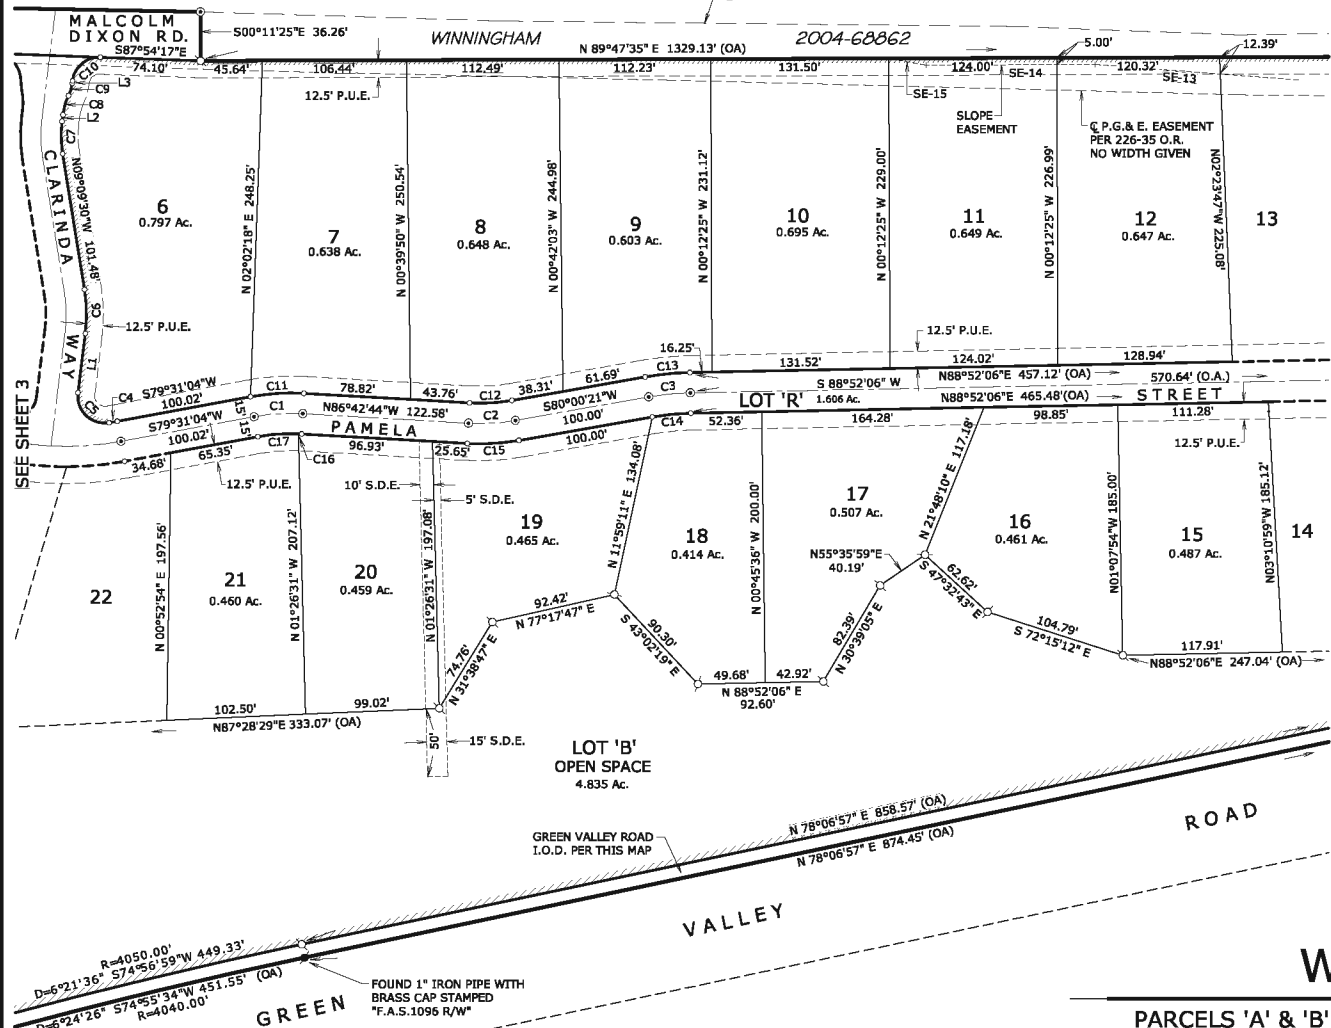 MALCOLM
DIXON RD.
S87°54'17"E
S00°11'25"E 36.26'
WINNINGHAM
N 89°47'35" E 1329.13' (OA)
2004-68862
5.00'
12.39'
74.10'
45.64'
106.44'
112.49'
112.23'
131.50'
124.00'
SE-14
120.32'
SE-13
C10
L3
C9
C8
L2
C7
12.5' P.U.E.
SE-15
SLOPE
EASEMENT
℄ P.G.& E. EASEMENT
PER 226-35 O.R.
NO WIDTH GIVEN
CLARINDA WAY
N09°09'30"W 101.48'
C6
L1
C5
12.5' P.U.E.
6
0.797 Ac.
N 02°02'18" E 248.25'
7
0.638 Ac.
N 00°39'50" W 250.54'
8
0.648 Ac.
N 00°42'03" W 244.98'
9
0.603 Ac.
N 00°12'25" W 231.12'
10
0.695 Ac.
N 00°12'25" W 229.00'
11
0.649 Ac.
N 00°12'25" W 226.99'
12
0.647 Ac.
N02°23'47"W 225.08'
13
12.5' P.U.E.
16.25'
C4
S79°31'04"W
100.02'
C11
78.82'
43.76'
C12
38.31'
61.69'
C13
131.52'
124.02'
128.94'
S79°31'04"W
100.02'
15.15'
C1
N86°42'44"W 122.58'
C2
S80°00'21"W
100.00'
C3
S 88°52'06" W
N88°52'06"E 457.12' (OA)
570.64' (O.A.)
LOT 'R'
1.606 Ac.
N88°52'06"E 465.48'(OA)
STREET
PAMELA
SEE SHEET 3
34.68'
65.35'
C17
C16
96.93'
25.65'
C15
100.00'
C14
52.36'
164.28'
98.85'
111.28'
12.5' P.U.E.
12.5' P.U.E.
10' S.D.E.
5' S.D.E.
22
N 00°52'54" E 197.56'
21
0.460 Ac.
N 01°26'31" W 207.12'
20
0.459 Ac.
N 01°26'31" W 197.08'
19
0.465 Ac.
N 11°59'11" E 134.08'
18
0.414 Ac.
N 00°45'36" W 200.00'
17
0.507 Ac.
N55°35'59"E
40.19'
N 21°48'10" E 117.18'
16
0.461 Ac.
N01°07'54"W 185.00'
15
0.487 Ac.
N03°10'59"W 185.12'
14
92.42'
N 77°17'47" E
74.76'
N 31°38'47" E
90.30'
S 43°02'19" E
49.68'
42.92'
N 88°52'06" E
92.60'
82.39'
N 30°39'05" E
62.62'
S 47°32'43" E
104.79'
S 72°15'12" E
117.91'
N88°52'06"E 247.04' (OA)
102.50'
99.02'
N87°28'29"E 333.07' (OA)
50'
15' S.D.E.
LOT 'B'
OPEN SPACE
4.835 Ac.
GREEN VALLEY ROAD
I.O.D. PER THIS MAP
N 78°06'57" E 858.57' (OA)
N 78°06'57" E 874.45' (OA)
R=4050.00'
D=6°21'36" S74°56'59"W 449.33'
D=6°24'26" S74°55'34"W 451.55' (OA)
R=4040.00'
GREEN VALLEY ROAD
FOUND 1" IRON PIPE WITH
BRASS CAP STAMPED
"F.A.S.1096 R/W"
W
PARCELS 'A' & 'B'